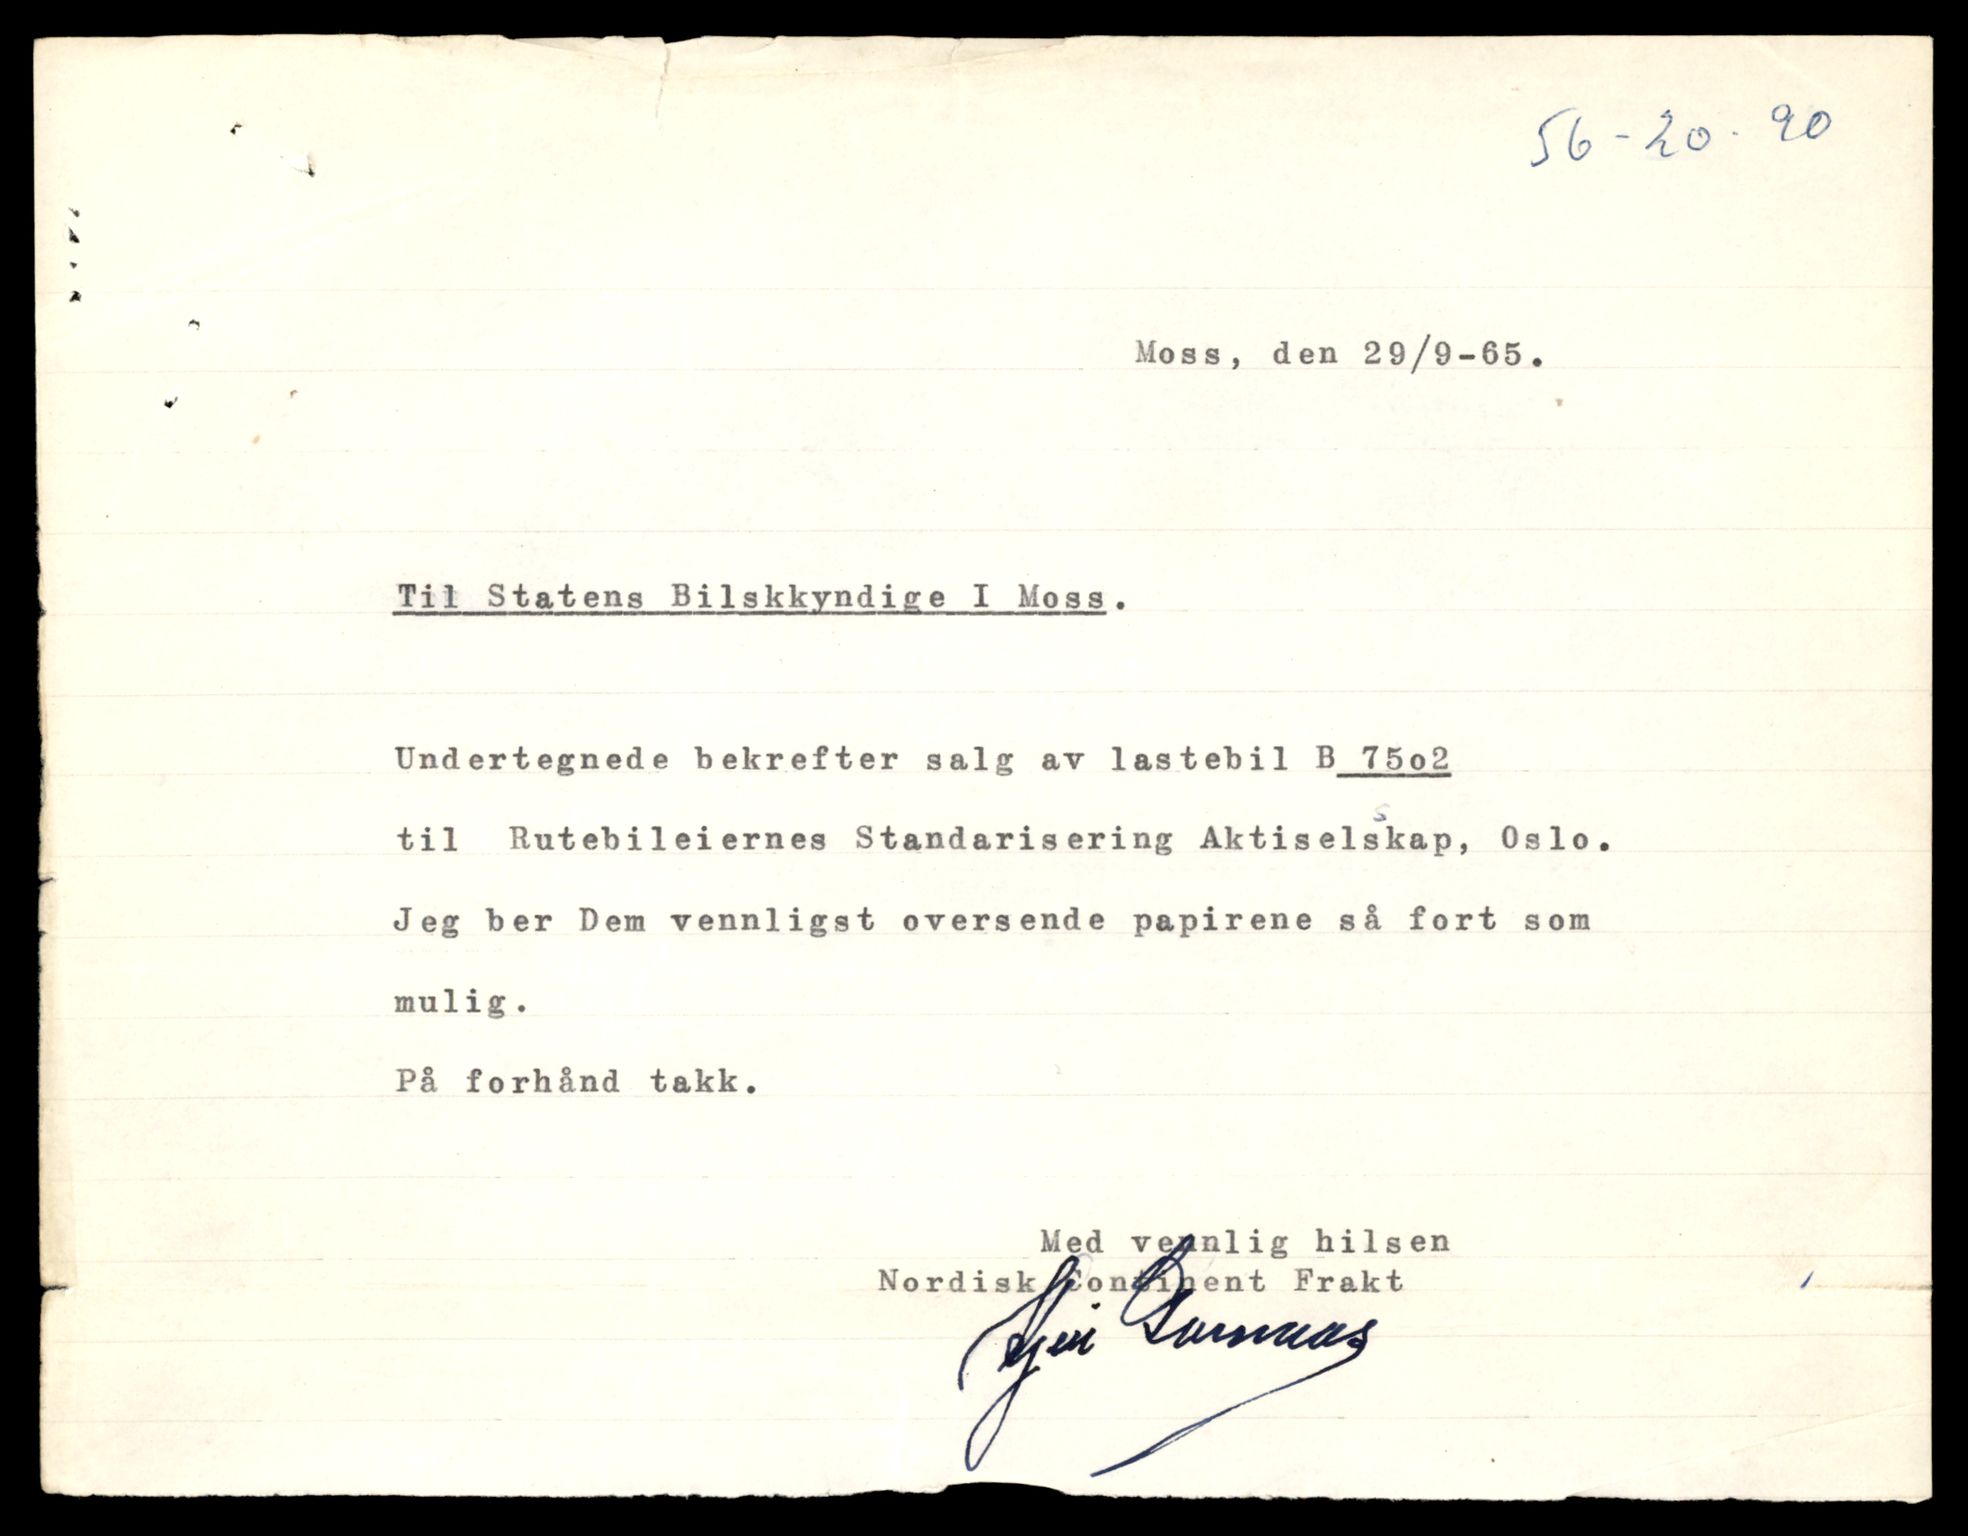 56-20-90
Moss, den 29/9-65.
Til Statens Bilskkyndige I Moss.
Undertegnede bekrefter salg av lastebil B 75o2
til Rutebileiernes Standarisering Aktiselsskap, Oslo.
Jeg ber Dem vennligst oversende papirene så fort som
mulig.
På forhånd takk.
Med vennlig hilsen
Nordisk Continent Frakt